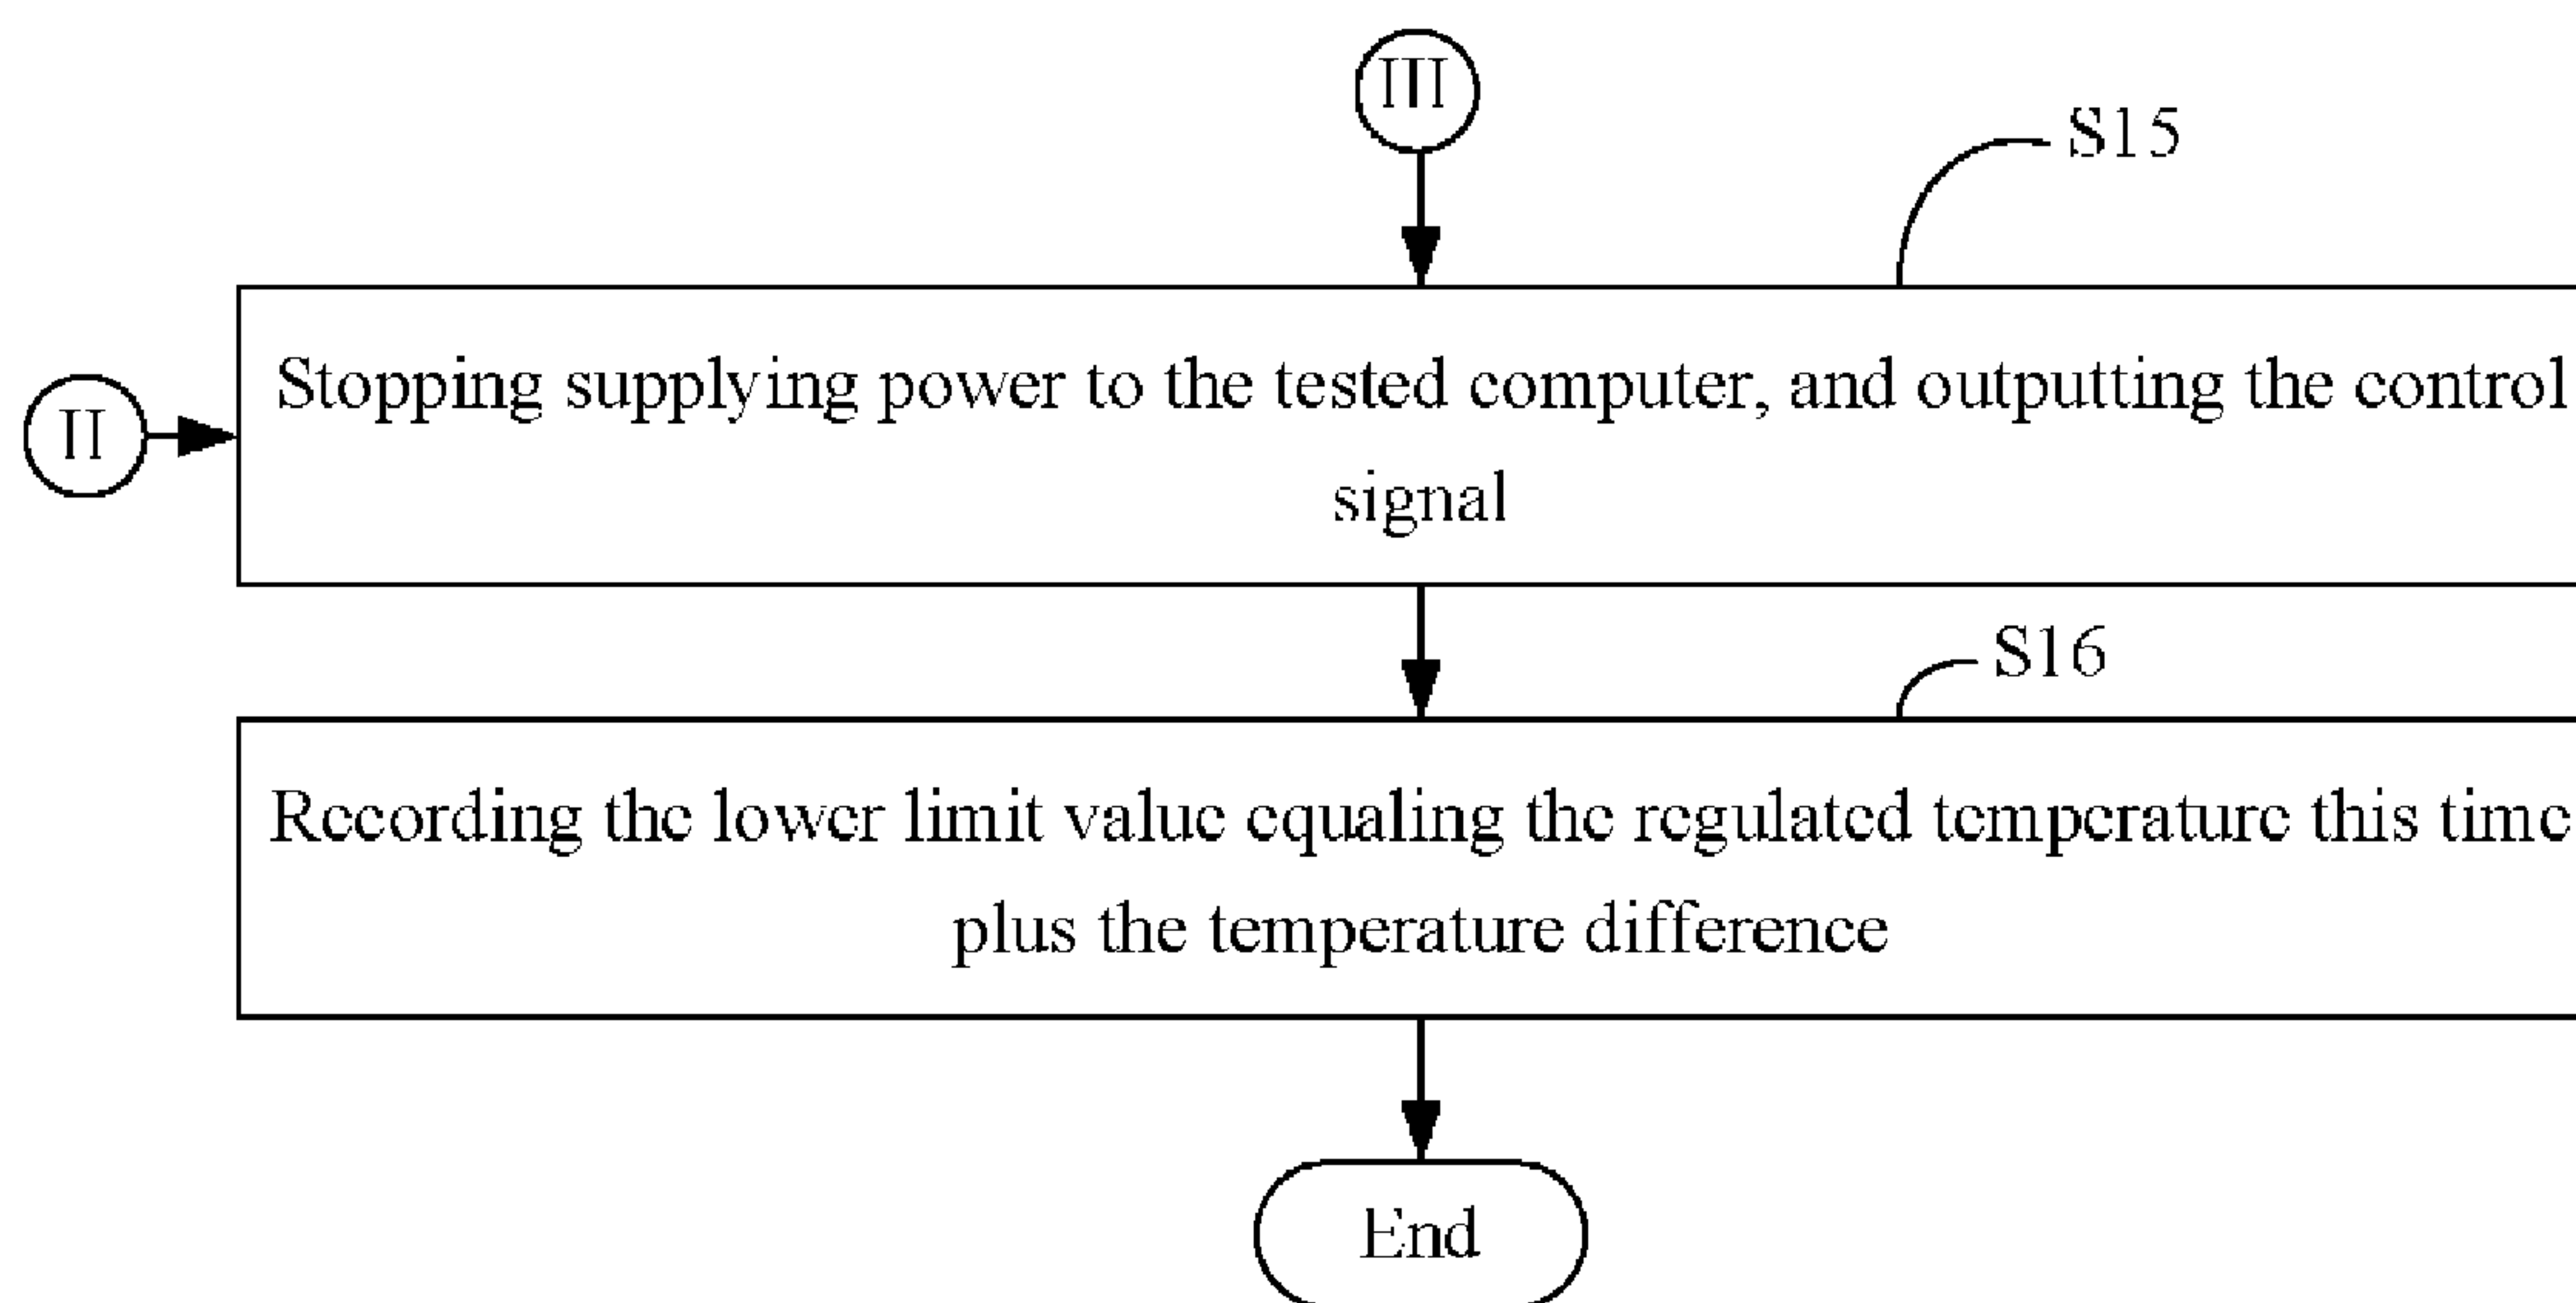 III
S15
Stopping supplying power to the tested computer, and outputting the control
II
signal
S16
Recording the lower limit value equaling the regulated temperature this time
plus the temperature difference
End